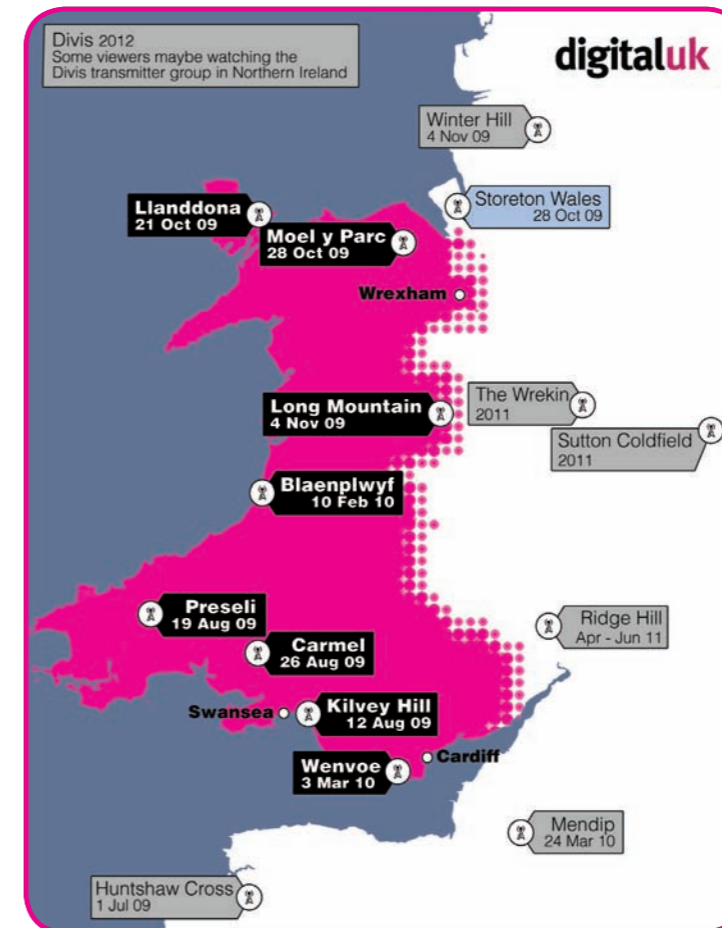 Divis 2012
Some viewers maybe watching the
Divis transmitter group in Northern Ireland
digitaluk
Winter Hill
4 Nov 09
Llanddona
21 Oct 09
Storeton Wales
28 Oct 09
Moel y Parc
28 Oct 09
Wrexham
Long Mountain
4 Nov 09
The Wrekin
2011
Sutton Coldfield
2011
Blaenplwyf
10 Feb 10
Preseli
19 Aug 09
Ridge Hill
Apr - Jun 11
Carmel
26 Aug 09
Swansea
Kilvey Hill
12 Aug 09
Wenvoe
3 Mar 10
Cardiff
Mendip
24 Mar 10
Huntshaw Cross
1 Jul 09